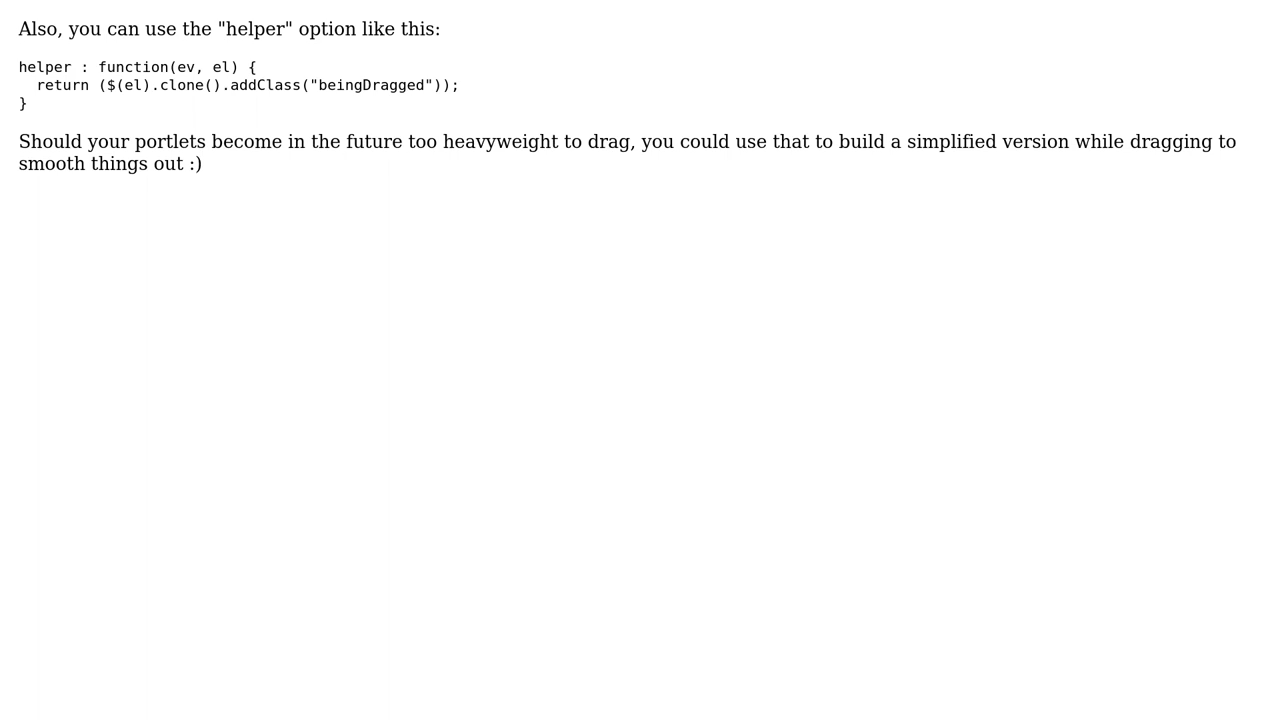 Also, you can use the "helper" option like this:
helper : function(ev, el) {
  return ($(el).clone().addClass("beingDragged"));
}
Should your portlets become in the future too heavyweight to drag, you could use that to build a simplified version while dragging to
smooth things out :)